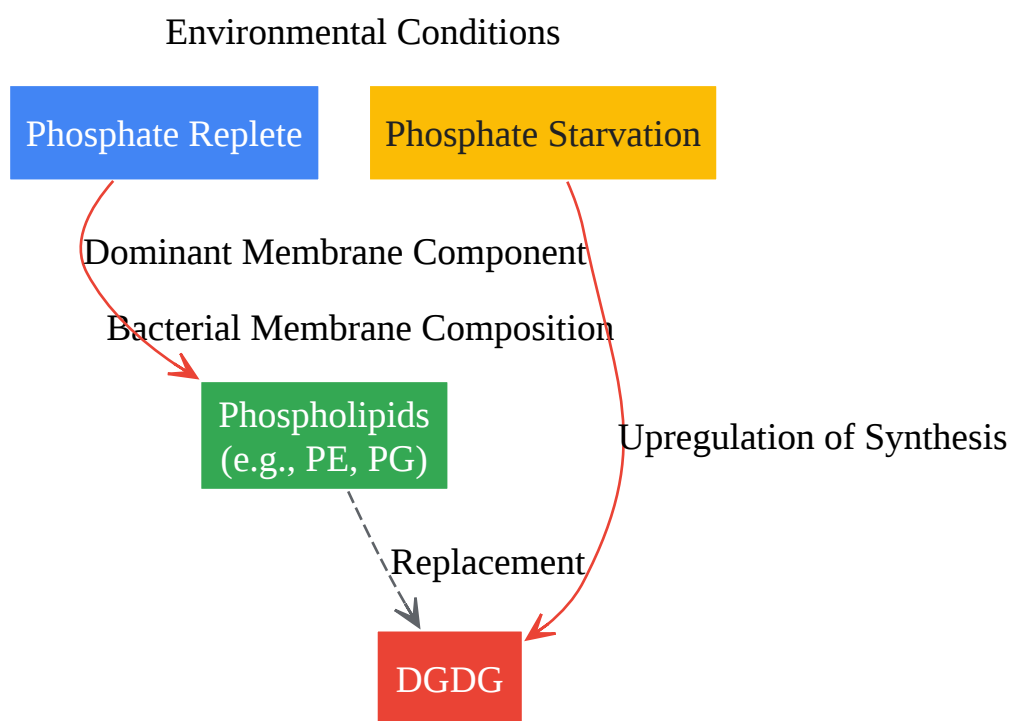 Environmental Conditions
Phosphate Replete
Phosphate Starvation
Dominant Membrane Component
Bacterial Membrane Composition
Phospholipids
(e.g., PE, PG)
Upregulation of Synthesis
Replacement
DGDG